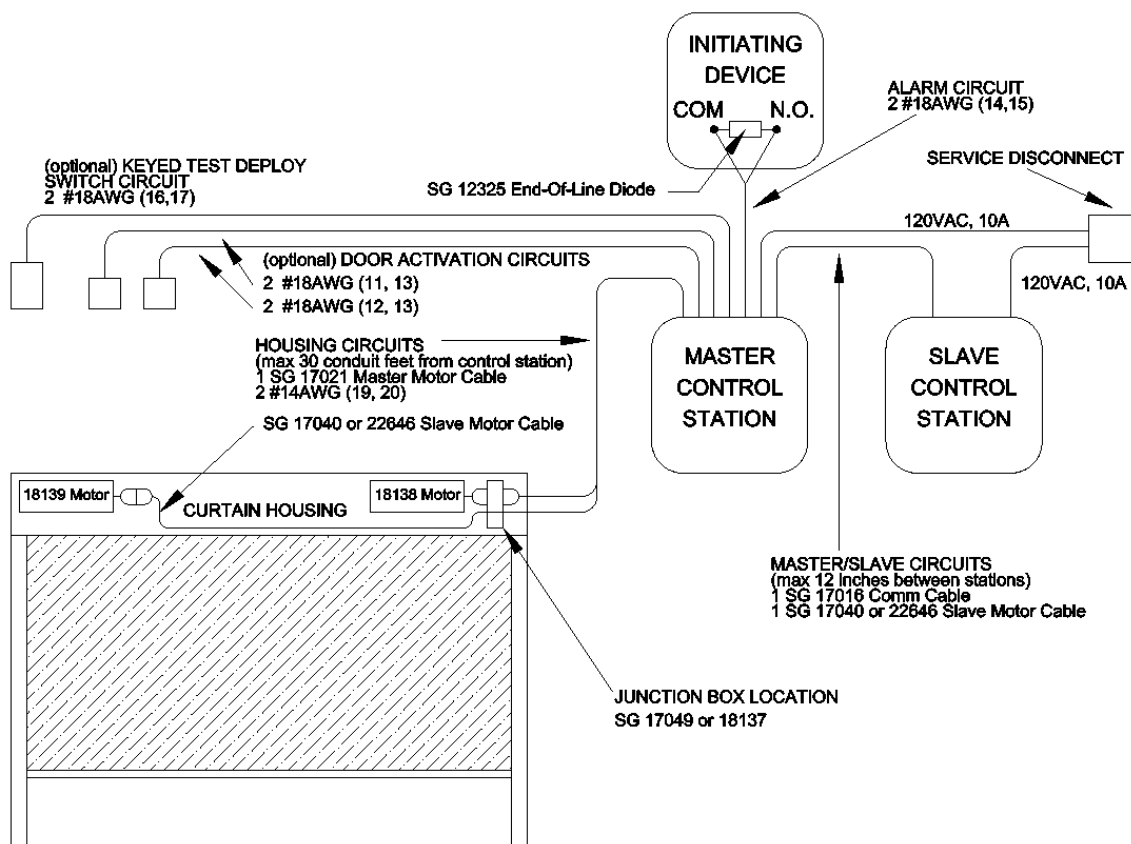 INITIATING
DEVICE
COM N.O.
ALARM CIRCUIT
2 #18AWG (14,15)
SERVICE DISCONNECT
(optional) KEYED TEST DEPLOY
SWITCH CIRCUIT
2 #18AWG (16,17)
SG 12325 End-Of-Line Diode
120VAC, 10A
120VAC, 10A
(optional) DOOR ACTIVATION CIRCUITS
2 #18AWG (11, 13)
2 #18AWG (12, 13)
HOUSING CIRCUITS
(max 30 conduit feet from control station)
1 SG 17021 Master Motor Cable
2 #14AWG (19, 20)
SG 17040 or 22646 Slave Motor Cable
MASTER
CONTROL
STATION
SLAVE
CONTROL
STATION
18139 Motor
CURTAIN HOUSING
18138 Motor
MASTER/SLAVE CIRCUITS
(max 12 inches between stations)
1 SG 17016 Comm Cable
1 SG 17040 or 22646 Slave Motor Cable
JUNCTION BOX LOCATION
SG 17049 or 18137